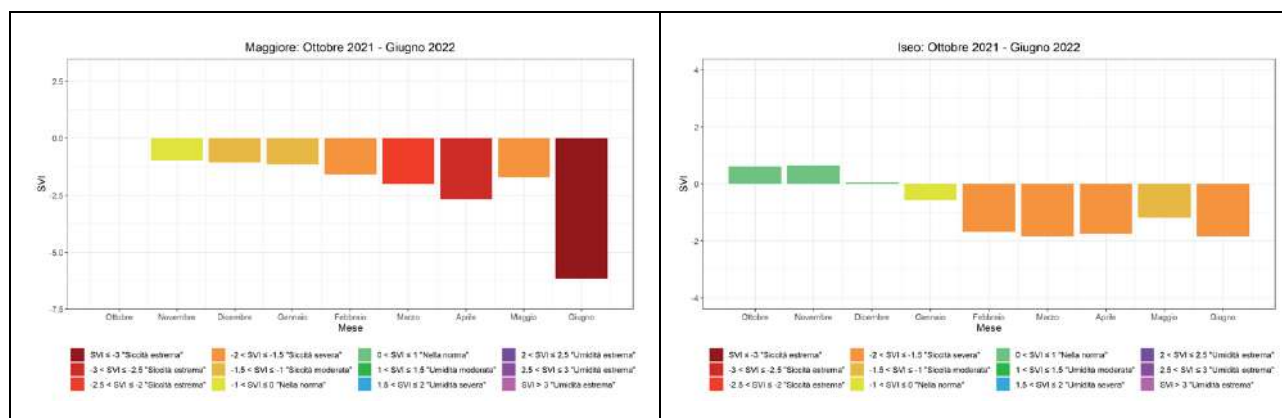 Maggiore: Ottobre 2021 - Giugno 2022
2.5
0.0
-2.5
-5.0
-7.5
SVI
Ottobre Novembre Dicembre Gennaio Febbraio Marzo Aprile Maggio Giugno
Mese
SVI ≤ -3 "Siccità estrema" -2 < SVI ≤ -1.5 "Siccità severa" 0 < SVI ≤ 1 "Nella norma" 2 < SVI ≤ 2.5 "Umidità estrema"
-3 < SVI ≤ -2.5 "Siccità estrema" -1.5 < SVI ≤ -1 "Siccità moderata" 1 < SVI ≤ 1.5 "Umidità moderata" 2.5 < SVI ≤ 3 "Umidità estrema"
-2.5 < SVI ≤ -2 "Siccità estrema" -1 < SVI ≤ 0 "Nella norma" 1.5 < SVI ≤ 2 "Umidità severa" SVI > 3 "Umidità estrema"
Iseo: Ottobre 2021 - Giugno 2022
4
2
0
-2
-4
SVI
Ottobre Novembre Dicembre Gennaio Febbraio Marzo Aprile Maggio Giugno
Mese
SVI ≤ -3 "Siccità estrema" -2 < SVI ≤ -1.5 "Siccità severa" 0 < SVI ≤ 1 "Nella norma" 2 < SVI ≤ 2.5 "Umidità estrema"
-3 < SVI ≤ -2.5 "Siccità estrema" -1.5 < SVI ≤ -1 "Siccità moderata" 1 < SVI ≤ 1.5 "Umidità moderata" 2.5 < SVI ≤ 3 "Umidità estrema"
-2.5 < SVI ≤ -2 "Siccità estrema" -1 < SVI ≤ 0 "Nella norma" 1.5 < SVI ≤ 2 "Umidità severa" SVI > 3 "Umidità estrema"